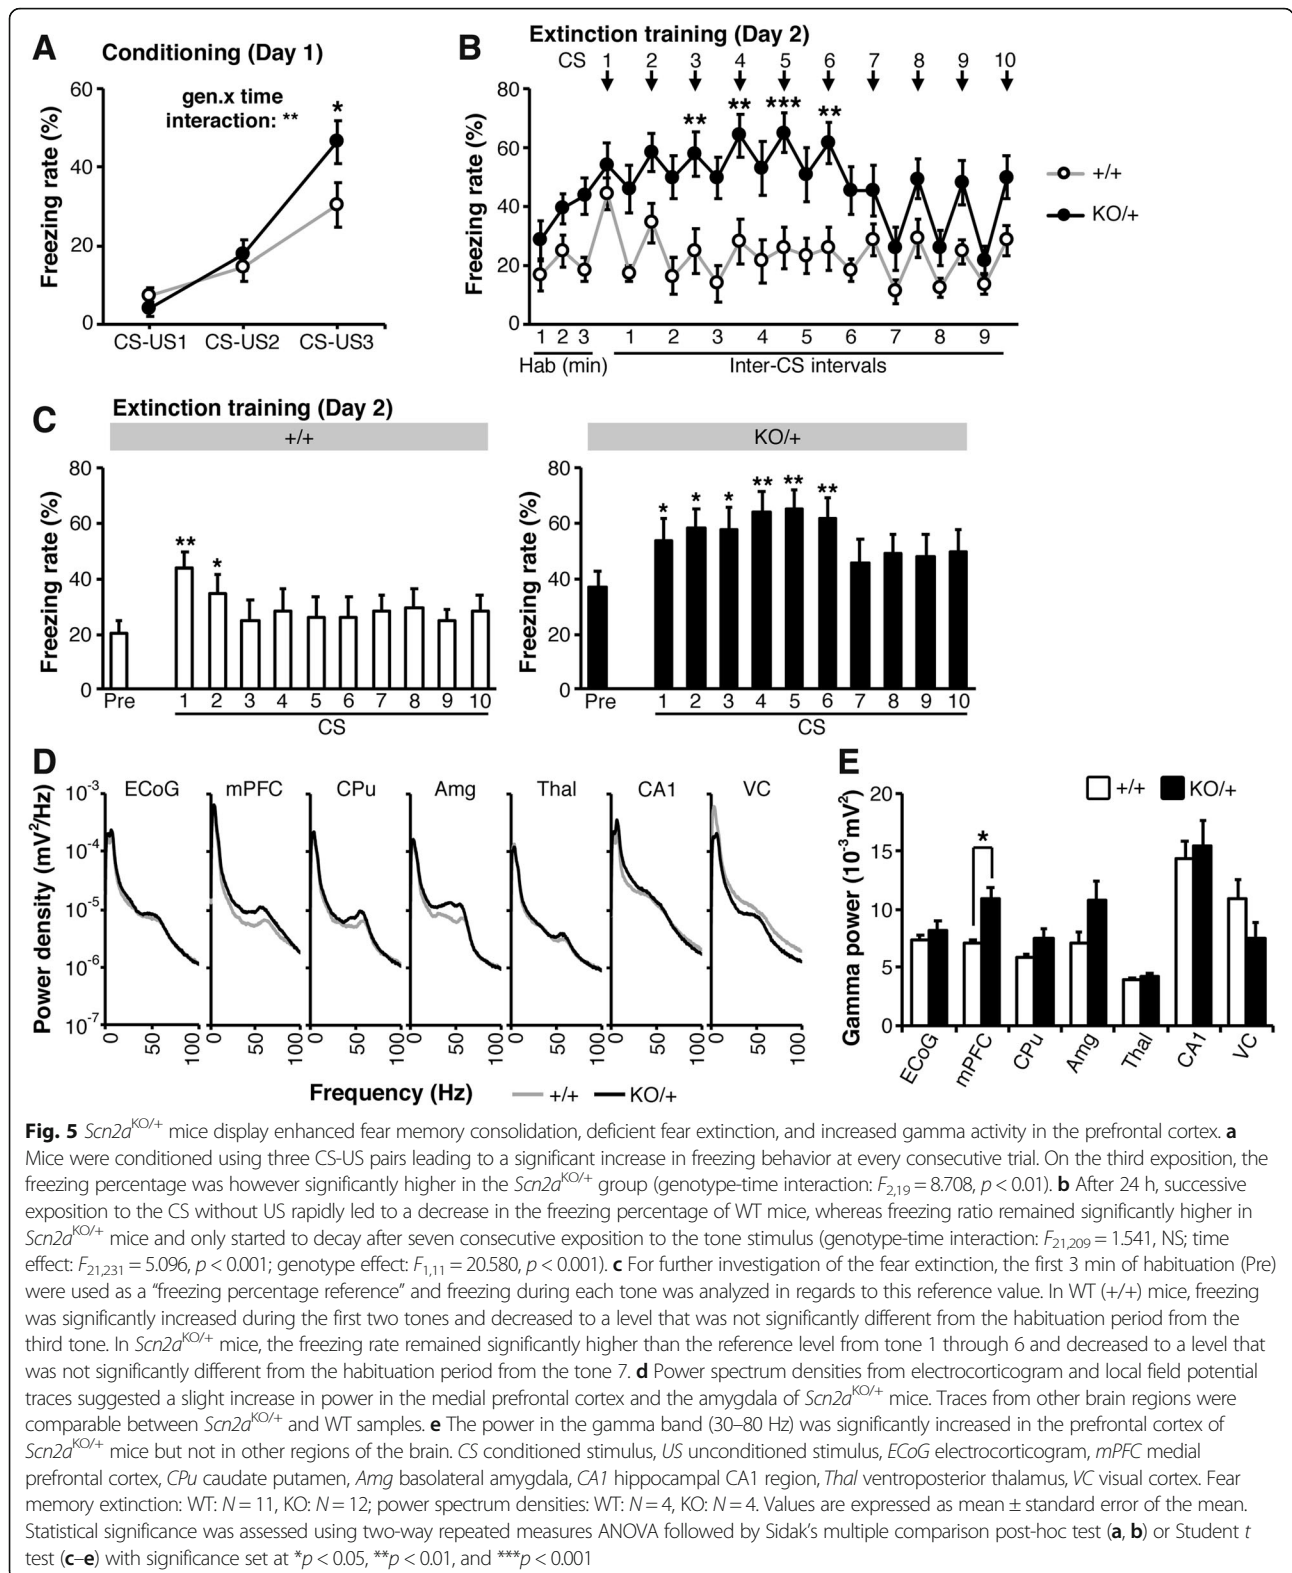 A Conditioning (Day 1)
gen.x time
interaction: **
*
Freezing rate (%)
60
40
20
0
CS-US1 CS-US2 CS-US3
B Extinction training (Day 2)
CS 1 2 3 4 5 6 7 8 9 10
** ** *** **
Freezing rate (%)
80
60
40
20
0
+/+
KO/+
1 2 3 1 2 3 4 5 6 7 8 9
Hab (min) Inter-CS intervals
C Extinction training (Day 2)
+/+
Freezing rate (%)
80
60
40
20
0
** *
Pre 1 2 3 4 5 6 7 8 9 10
CS
KO/+
Freezing rate (%)
80
60
40
20
0
* * * ** ** **
Pre 1 2 3 4 5 6 7 8 9 10
CS
D
ECoG mPFC CPu Amg Thal CA1 VC
Power density (mV²/Hz)
10⁻³
10⁻⁴
10⁻⁵
10⁻⁶
10⁻⁷
0 50 100 0 50 100 0 50 100 0 50 100 0 50 100 0 50 100 0 50 100
Frequency (Hz) +/+ KO/+
E
+/+ KO/+
Gamma power (10⁻³mV²)
20
15
10
5
0
*
ECoG mPFC CPu Amg Thal CA1 VC
Fig. 5 Scn2aᴷᴼ/⁺ mice display enhanced fear memory consolidation, deficient fear extinction, and increased gamma activity in the prefrontal cortex. a
Mice were conditioned using three CS-US pairs leading to a significant increase in freezing behavior at every consecutive trial. On the third exposition, the
freezing percentage was however significantly higher in the Scn2aᴷᴼ/⁺ group (genotype-time interaction: F₂,₁₉ = 8.708, p < 0.01). b After 24 h, successive
exposition to the CS without US rapidly led to a decrease in the freezing percentage of WT mice, whereas freezing ratio remained significantly higher in
Scn2aᴷᴼ/⁺ mice and only started to decay after seven consecutive exposition to the tone stimulus (genotype-time interaction: F₂₁,₂₀₉ = 1.541, NS; time
effect: F₂₁,₂₃₁ = 5.096, p < 0.001; genotype effect: F₁,₁₁ = 20.580, p < 0.001). c For further investigation of the fear extinction, the first 3 min of habituation (Pre)
were used as a “freezing percentage reference” and freezing during each tone was analyzed in regards to this reference value. In WT (+/+) mice, freezing
was significantly increased during the first two tones and decreased to a level that was not significantly different from the habituation period from the
third tone. In Scn2aᴷᴼ/⁺ mice, the freezing rate remained significantly higher than the reference level from tone 1 through 6 and decreased to a level that
was not significantly different from the habituation period from the tone 7. d Power spectrum densities from electrocorticogram and local field potential
traces suggested a slight increase in power in the medial prefrontal cortex and the amygdala of Scn2aᴷᴼ/⁺ mice. Traces from other brain regions were
comparable between Scn2aᴷᴼ/⁺ and WT samples. e The power in the gamma band (30–80 Hz) was significantly increased in the prefrontal cortex of
Scn2aᴷᴼ/⁺ mice but not in other regions of the brain. CS conditioned stimulus, US unconditioned stimulus, ECoG electrocorticogram, mPFC medial
prefrontal cortex, CPu caudate putamen, Amg basolateral amygdala, CA1 hippocampal CA1 region, Thal ventroposterior thalamus, VC visual cortex. Fear
memory extinction: WT: N = 11, KO: N = 12; power spectrum densities: WT: N = 4, KO: N = 4. Values are expressed as mean ± standard error of the mean.
Statistical significance was assessed using two-way repeated measures ANOVA followed by Sidak’s multiple comparison post-hoc test (a, b) or Student t
test (c–e) with significance set at *p < 0.05, **p < 0.01, and ***p < 0.001